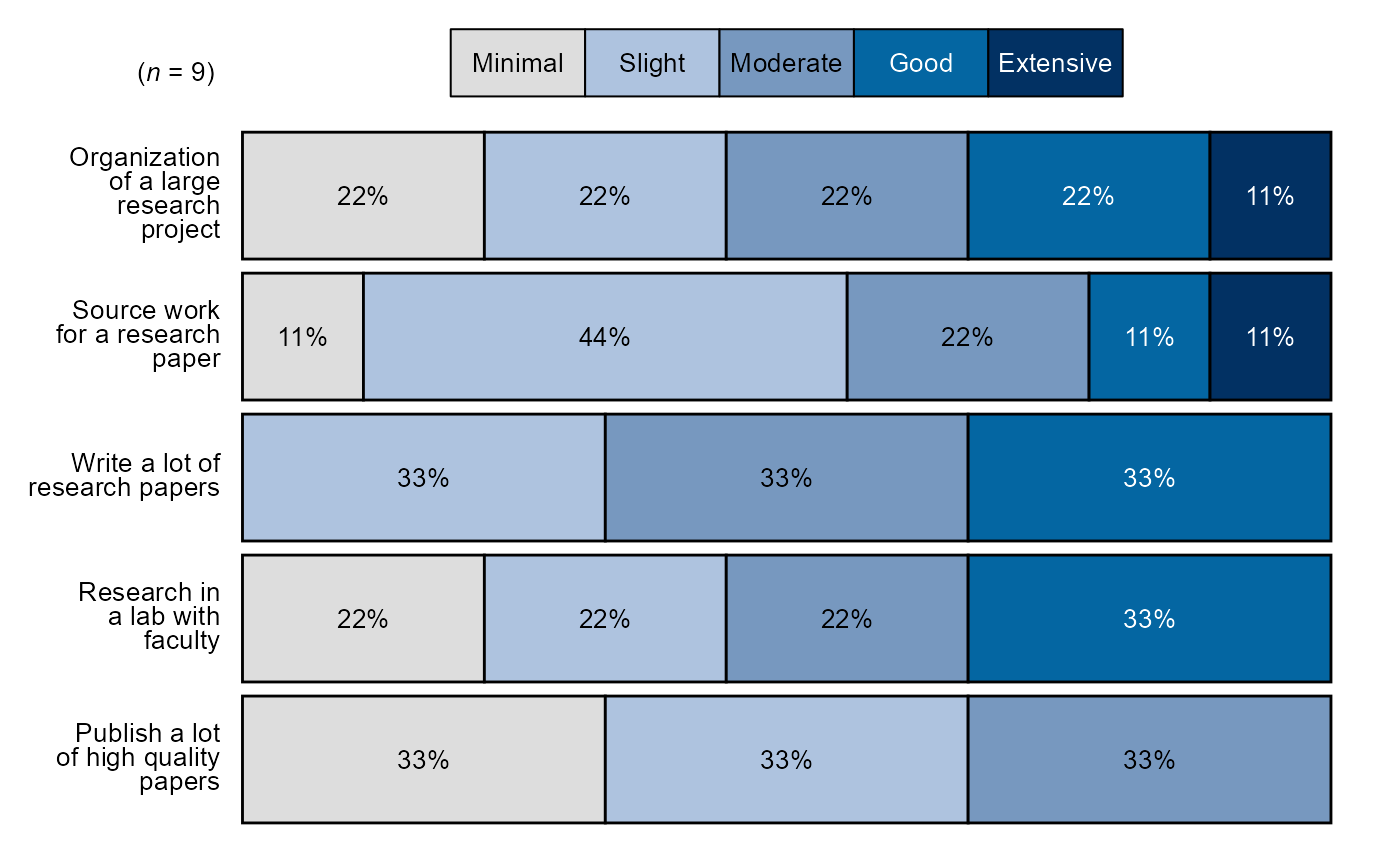 (n = 9)
Minimal Slight Moderate Good Extensive
Organization
of a large
research
project
22% 22% 22% 22% 11%
Source work
for a research
paper
11% 44% 22% 11% 11%
Write a lot of
research papers
33% 33% 33%
Research in
a lab with
faculty
22% 22% 22% 33%
Publish a lot
of high quality
papers
33% 33% 33%